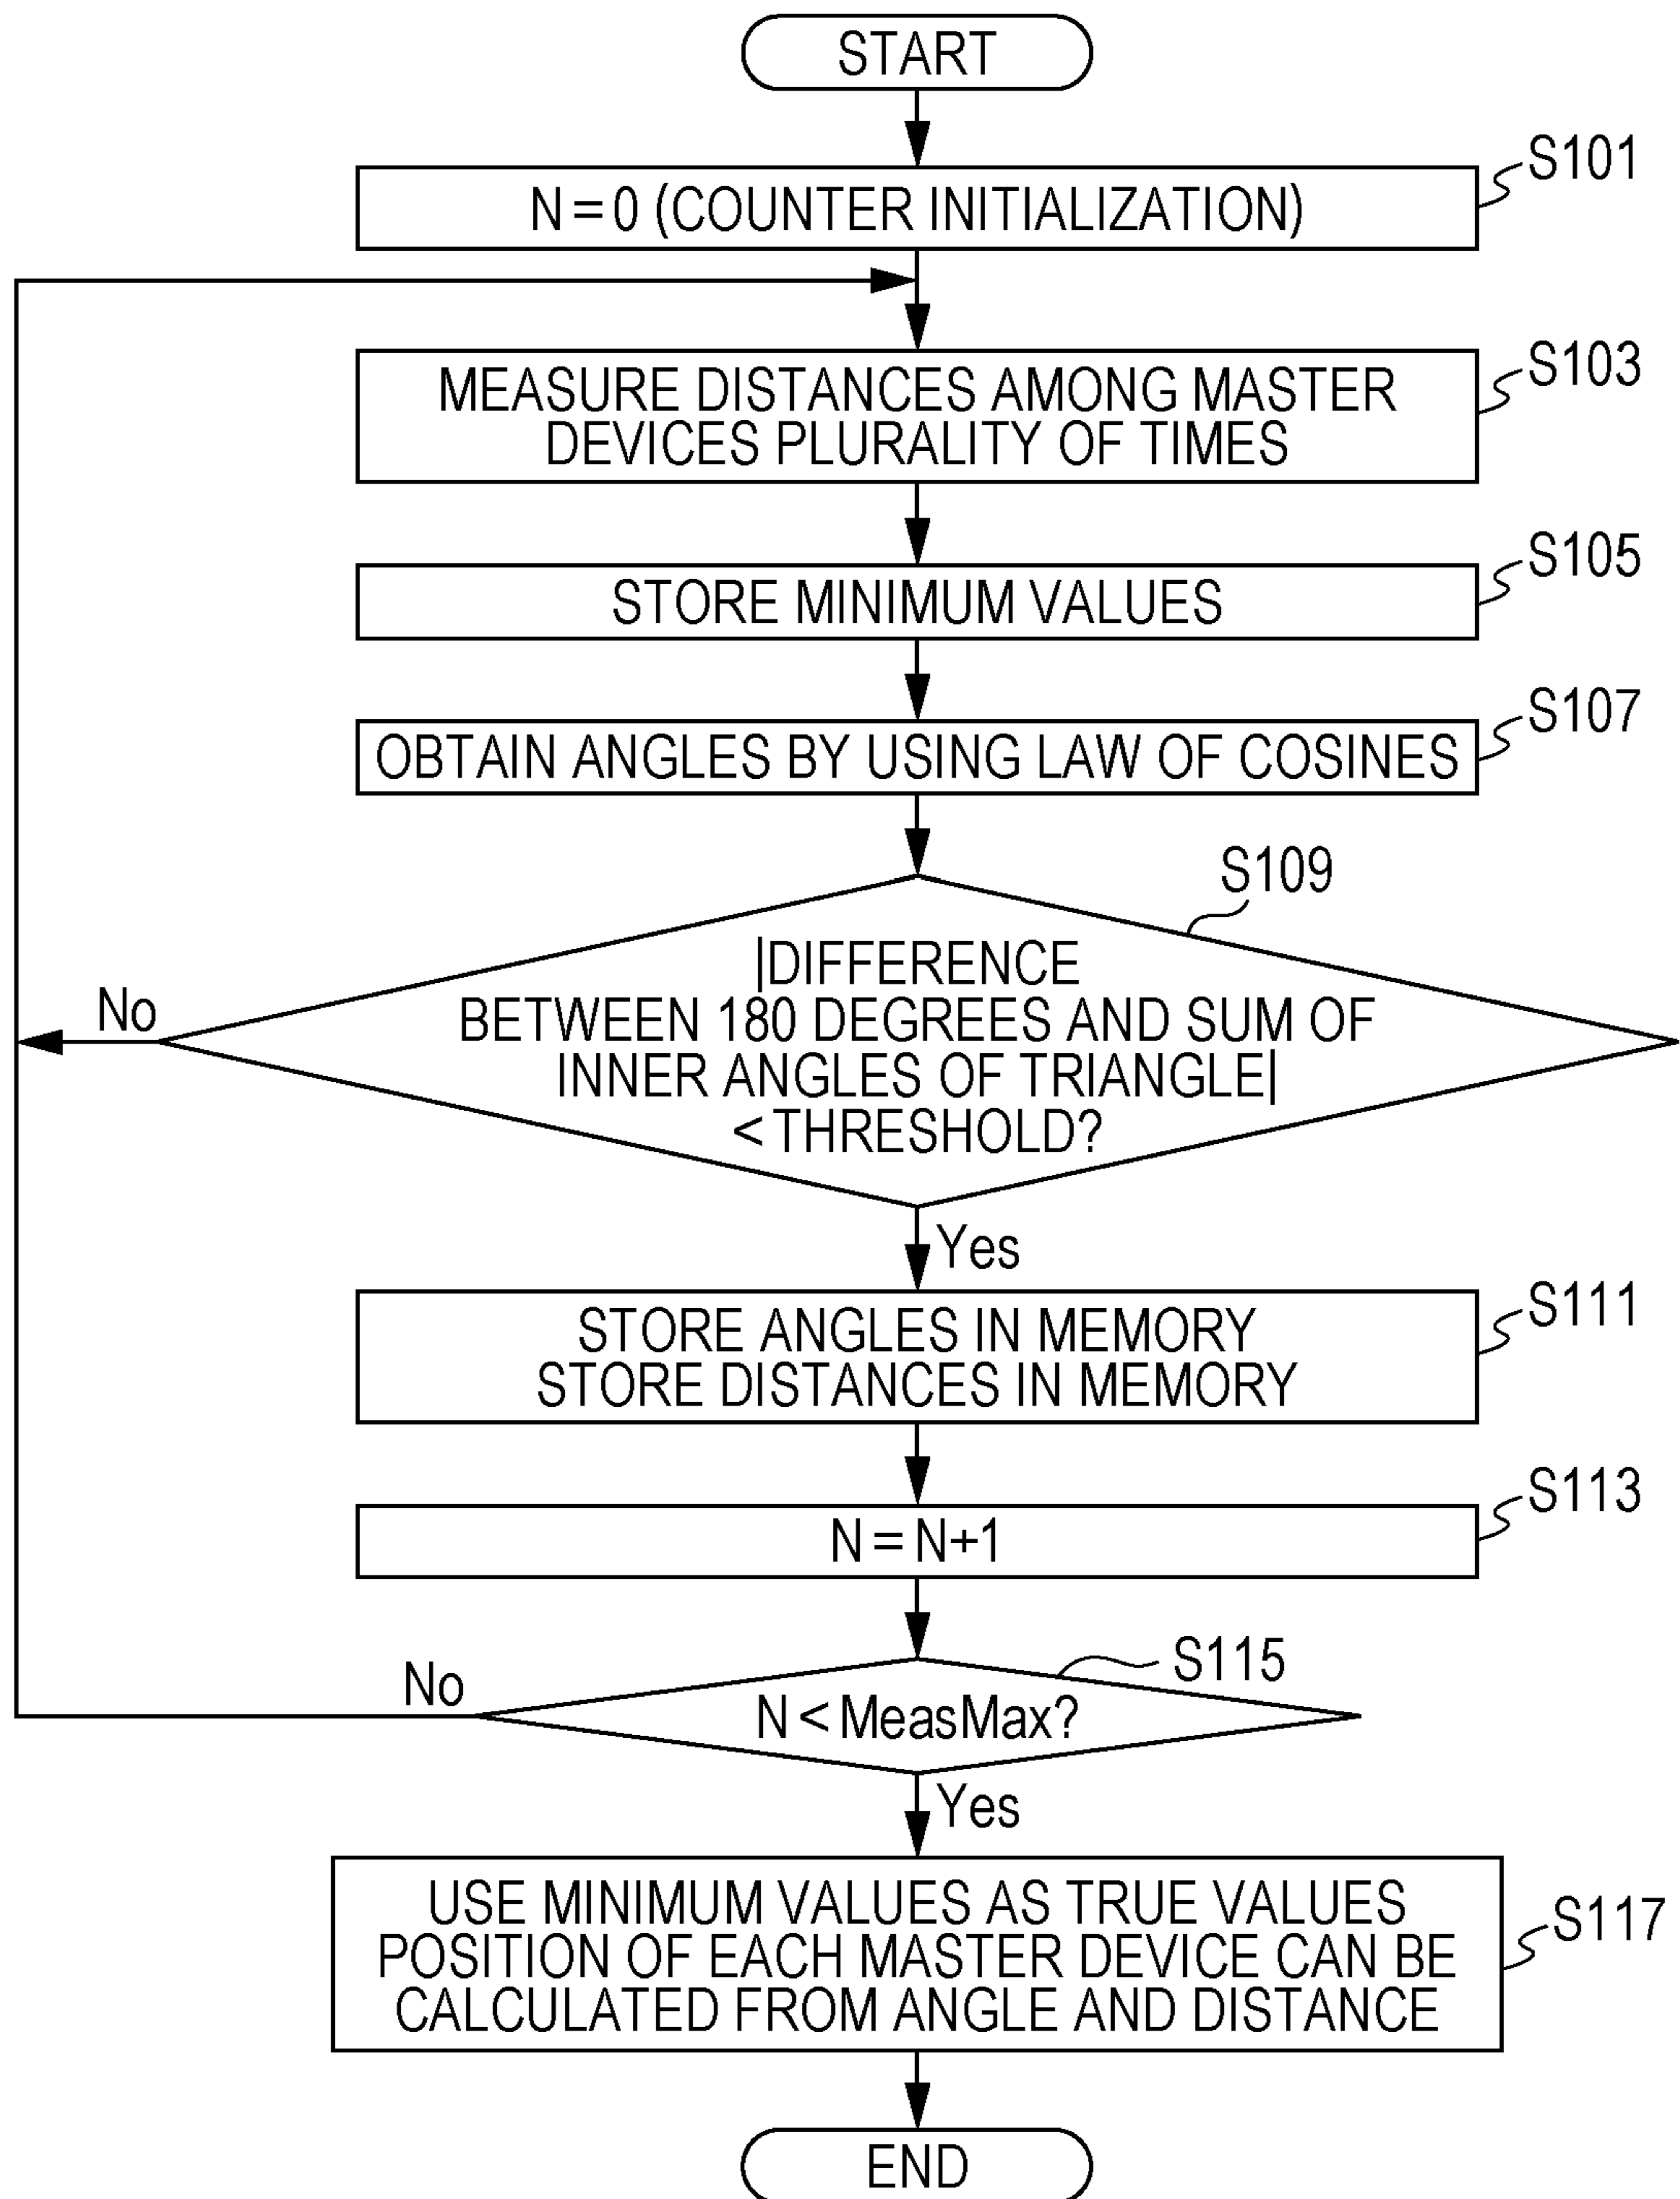 START
S101
N = 0 (COUNTER INITIALIZATION)
S103
MEASURE DISTANCES AMONG MASTER
DEVICES PLURALITY OF TIMES
S105
STORE MINIMUM VALUES
S107
OBTAIN ANGLES BY USING LAW OF COSINES
S109
|DIFFERENCE
BETWEEN 180 DEGREES AND SUM OF
INNER ANGLES OF TRIANGLE|
< THRESHOLD?
No
Yes
S111
STORE ANGLES IN MEMORY
STORE DISTANCES IN MEMORY
S113
N = N+1
S115
N < MeasMax?
No
Yes
S117
USE MINIMUM VALUES AS TRUE VALUES
POSITION OF EACH MASTER DEVICE CAN BE
CALCULATED FROM ANGLE AND DISTANCE
END